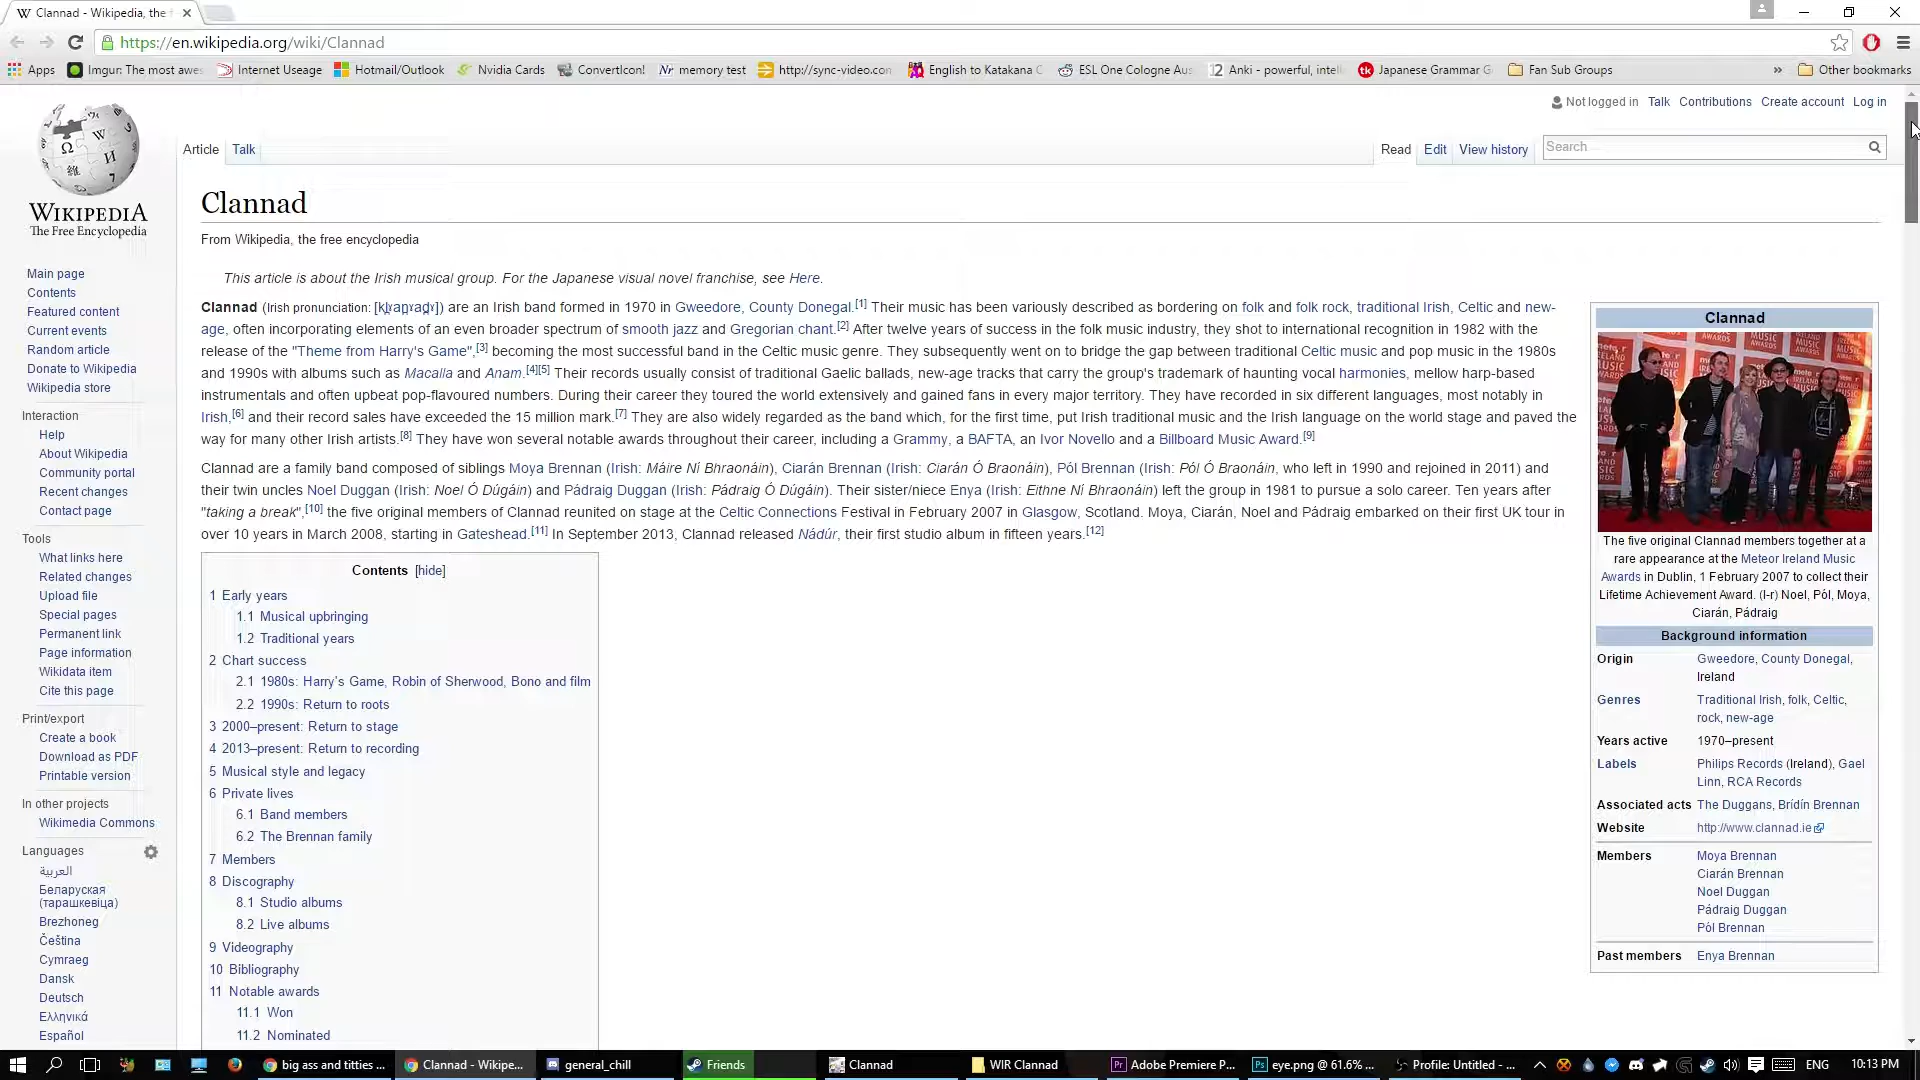 Clannad - Wikipedia, the f
https://en.wikipedia.org/wiki/Clannad
Apps
Imgur: The most awes
Internet Useage
Hotmail/Outlook
Nvidia Cards
ConvertIcon!
memory test
http://sync-video.con
English to Katakana C
ESL One Cologne Aus
Anki - powerful, intelli
Japanese Grammar G
Fan Sub Groups
»
Other bookmarks
Not logged in Talk Contributions Create account Log in
Article Talk
Read Edit View history
Search
WIKIPEDIA
The Free Encyclopedia
Main page
Contents
Featured content
Current events
Random article
Donate to Wikipedia
Wikipedia store
Interaction
Help
About Wikipedia
Community portal
Recent changes
Contact page
Tools
What links here
Related changes
Upload file
Special pages
Permanent link
Page information
Wikidata item
Cite this page
Print/export
Create a book
Download as PDF
Printable version
In other projects
Wikimedia Commons
Languages
العربية
Беларуская
(тарашкевіца)
Brezhoneg
Čeština
Cymraeg
Dansk
Deutsch
Ελληνικά
Español
Clannad
From Wikipedia, the free encyclopedia
This article is about the Irish musical group. For the Japanese visual novel franchise, see Here.
Clannad (Irish pronunciation: ) are an Irish band formed in 1970 in Gweedore, County Donegal.[1] Their music has been variously described as bordering on folk and folk rock, traditional Irish, Celtic and new-
age, often incorporating elements of an even broader spectrum of smooth jazz and Gregorian chant.[2] After twelve years of success in the folk music industry, they shot to international recognition in 1982 with the
release of the "Theme from Harry's Game",[3] becoming the most successful band in the Celtic music genre. They subsequently went on to bridge the gap between traditional Celtic music and pop music in the 1980s
and 1990s with albums such as Macalla and Anam.[4][5] Their records usually consist of traditional Gaelic ballads, new-age tracks that carry the group's trademark of haunting vocal harmonies, mellow harp-based
instrumentals and often upbeat pop-flavoured numbers. During their career they toured the world extensively and gained fans in every major territory. They have recorded in six different languages, most notably in
Irish,[6] and their record sales have exceeded the 15 million mark.[7] They are also widely regarded as the band which, for the first time, put Irish traditional music and the Irish language on the world stage and paved the
way for many other Irish artists.[8] They have won several notable awards throughout their career, including a Grammy, a BAFTA, an Ivor Novello and a Billboard Music Award.[9]
Clannad are a family band composed of siblings Moya Brennan (Irish: Máire Ní Bhraonáin), Ciarán Brennan (Irish: Ciarán Ó Braonáin), Pól Brennan (Irish: Pól Ó Braonáin, who left in 1990 and rejoined in 2011) and
their twin uncles Noel Duggan (Irish: Noel Ó Dúgáin) and Pádraig Duggan (Irish: Pádraig Ó Dúgáin). Their sister/niece Enya (Irish: Eithne Ní Bhraonáin) left the group in 1981 to pursue a solo career. Ten years after
"taking a break",[10] the five original members of Clannad reunited on stage at the Celtic Connections Festival in February 2007 in Glasgow, Scotland. Moya, Ciarán, Noel and Pádraig embarked on their first UK tour in
over 10 years in March 2008, starting in Gateshead.[11] In September 2013, Clannad released Nádúr, their first studio album in fifteen years.[12]
Contents [hide]
1 Early years
1.1 Musical upbringing
1.2 Traditional years
2 Chart success
2.1 1980s: Harry's Game, Robin of Sherwood, Bono and film
2.2 1990s: Return to roots
3 2000–present: Return to stage
4 2013–present: Return to recording
5 Musical style and legacy
6 Private lives
6.1 Band members
6.2 The Brennan family
7 Members
8 Discography
8.1 Studio albums
8.2 Live albums
9 Videography
10 Bibliography
11 Notable awards
11.1 Won
11.2 Nominated
Clannad
The five original Clannad members together at a
rare appearance at the Meteor Ireland Music
Awards in Dublin, 1 February 2007 to collect their
Lifetime Achievement Award. (l-r) Noel, Pól, Moya,
Ciarán, Pádraig
Background information
Origin Gweedore, County Donegal,
Ireland
Genres Traditional Irish, folk, Celtic,
rock, new-age
Years active 1970–present
Labels Philips Records (Ireland), Gael
Linn, RCA Records
Associated acts The Duggans, Brídín Brennan
Website http://www.clannad.ie
Members Moya Brennan
Ciarán Brennan
Noel Duggan
Pádraig Duggan
Pól Brennan
Past members Enya Brennan
big ass and titties ...
Clannad - Wikipe...
general_chill
Friends
Clannad
WIR Clannad
Adobe Premiere P...
eye.png @ 61.6% ...
Profile: Untitled - ...
ENG
10:13 PM